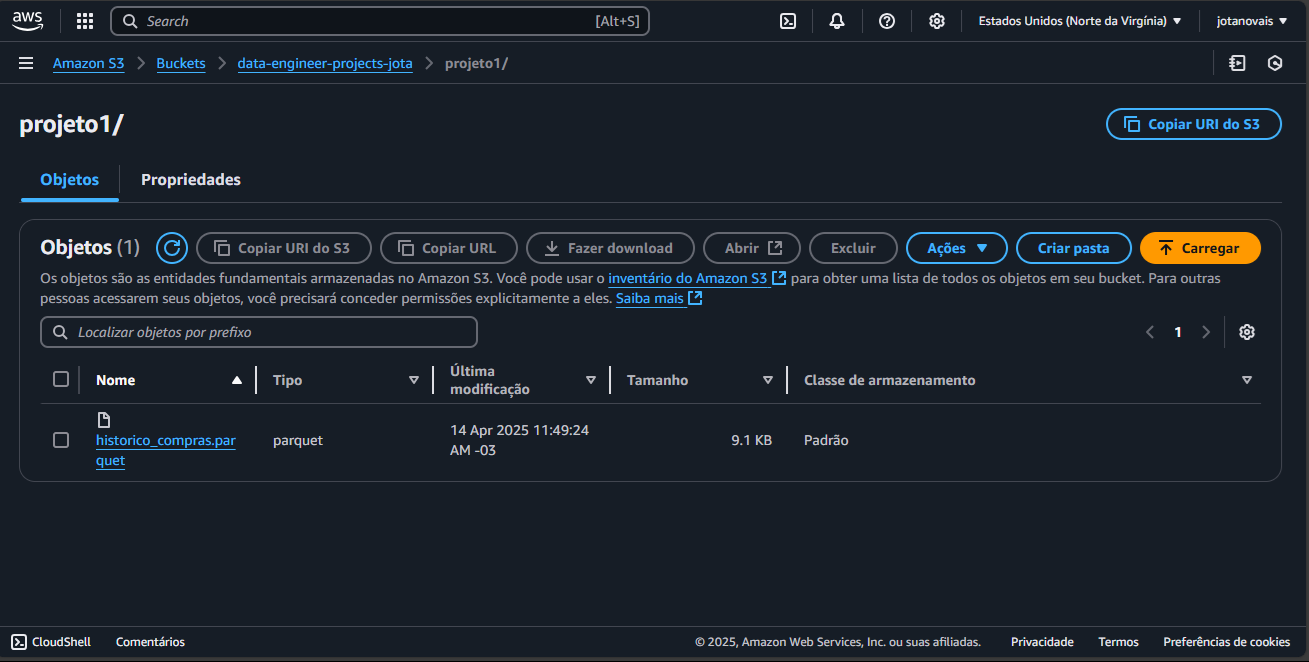 aws Search [Alt+S] Estados Unidos (Norte da Virgínia) jotanovais
Amazon S3 Buckets data-engineer-projects-jota projeto1/
projeto1/
Copiar URI do S3
Objetos Propriedades
Objetos (1) Copiar URI do S3 Copiar URL Fazer download Abrir Excluir Ações Criar pasta Carregar
Os objetos são as entidades fundamentais armazenadas no Amazon S3. Você pode usar o inventário do Amazon S3 para obter uma lista de todos os objetos em seu bucket. Para outras
pessoas acessarem seus objetos, você precisará conceder permissões explicitamente a eles. Saiba mais
Localizar objetos por prefixo
1
Nome Tipo Última modificação Tamanho Classe de armazenamento
historico_compras.par
quet
parquet
14 Apr 2025 11:49:24
AM -03
9.1 KB
Padrão
CloudShell Comentários © 2025, Amazon Web Services, Inc. ou suas afiliadas. Privacidade Termos Preferências de cookies